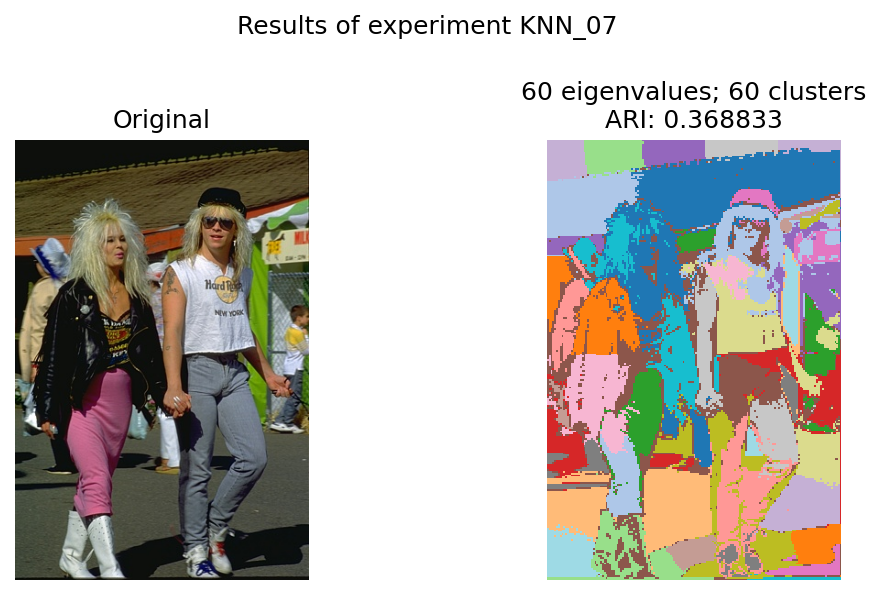 Results of experiment KNN_07
Original
60 eigenvalues; 60 clusters
ARI: 0.368833
Hard Rock
NEW YORK